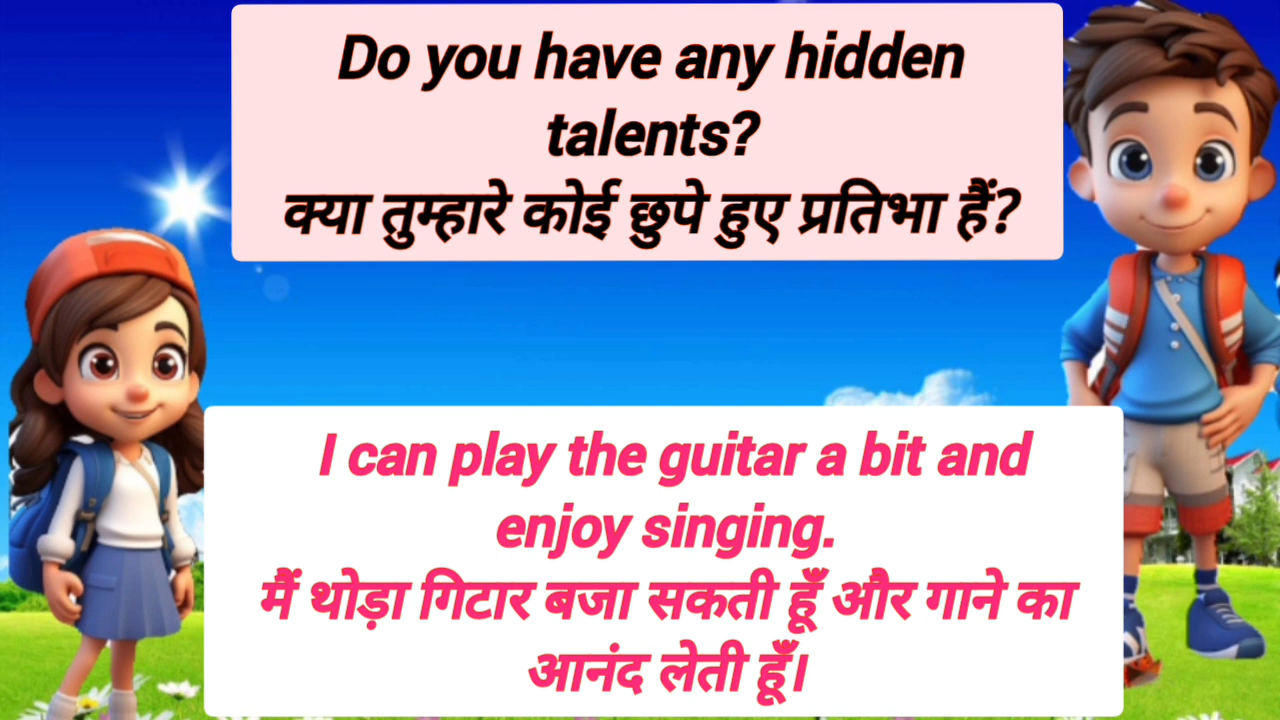 Do you have any hidden
talents?
क्या तुम्हारे कोई छुपे हुए प्रतिभा हैं?
I can play the guitar a bit and
enjoy singing.
मैं थोड़ा गिटार बजा सकती हूँ और गाने का
आनंद लेती हूँ।